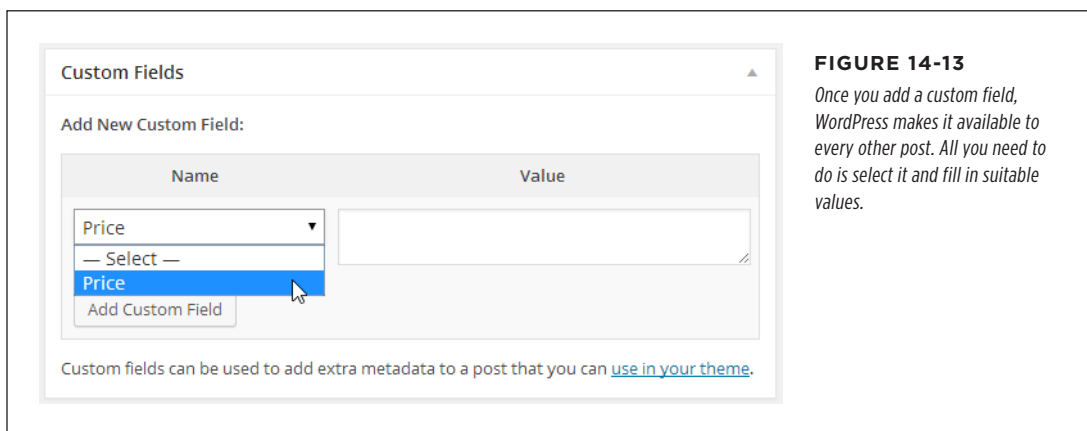 Custom Fields
Add New Custom Field:
Name Value
Price
— Select —
Price
Add Custom Field
Custom fields can be used to add extra metadata to a post that you can use in your theme.
FIGURE 14-13
Once you add a custom field,
WordPress makes it available to
every other post. All you need to
do is select it and fill in suitable
values.